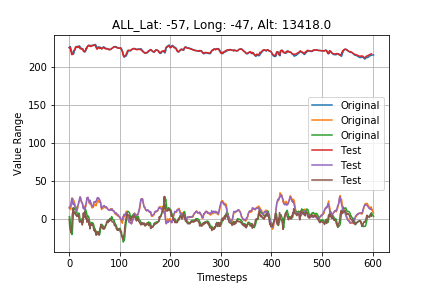 ALL_Lat: -57, Long: -47, Alt: 13418.0
Value Range
200
150
100
50
0
Original
Original
Original
Test
Test
Test
0
100
200
300
400
500
600
Timesteps